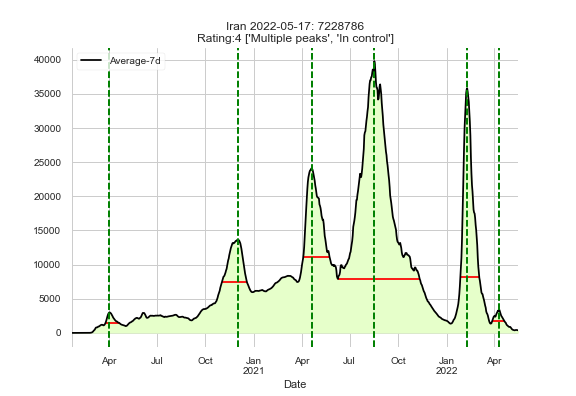 Iran 2022-05-17: 7228786
Rating:4 ['Multiple peaks', 'In control']
Average-7d
40000
35000
30000
25000
20000
15000
10000
5000
0
Apr Jul Oct Jan Apr Jul Oct Jan Apr
2021 2022
Date